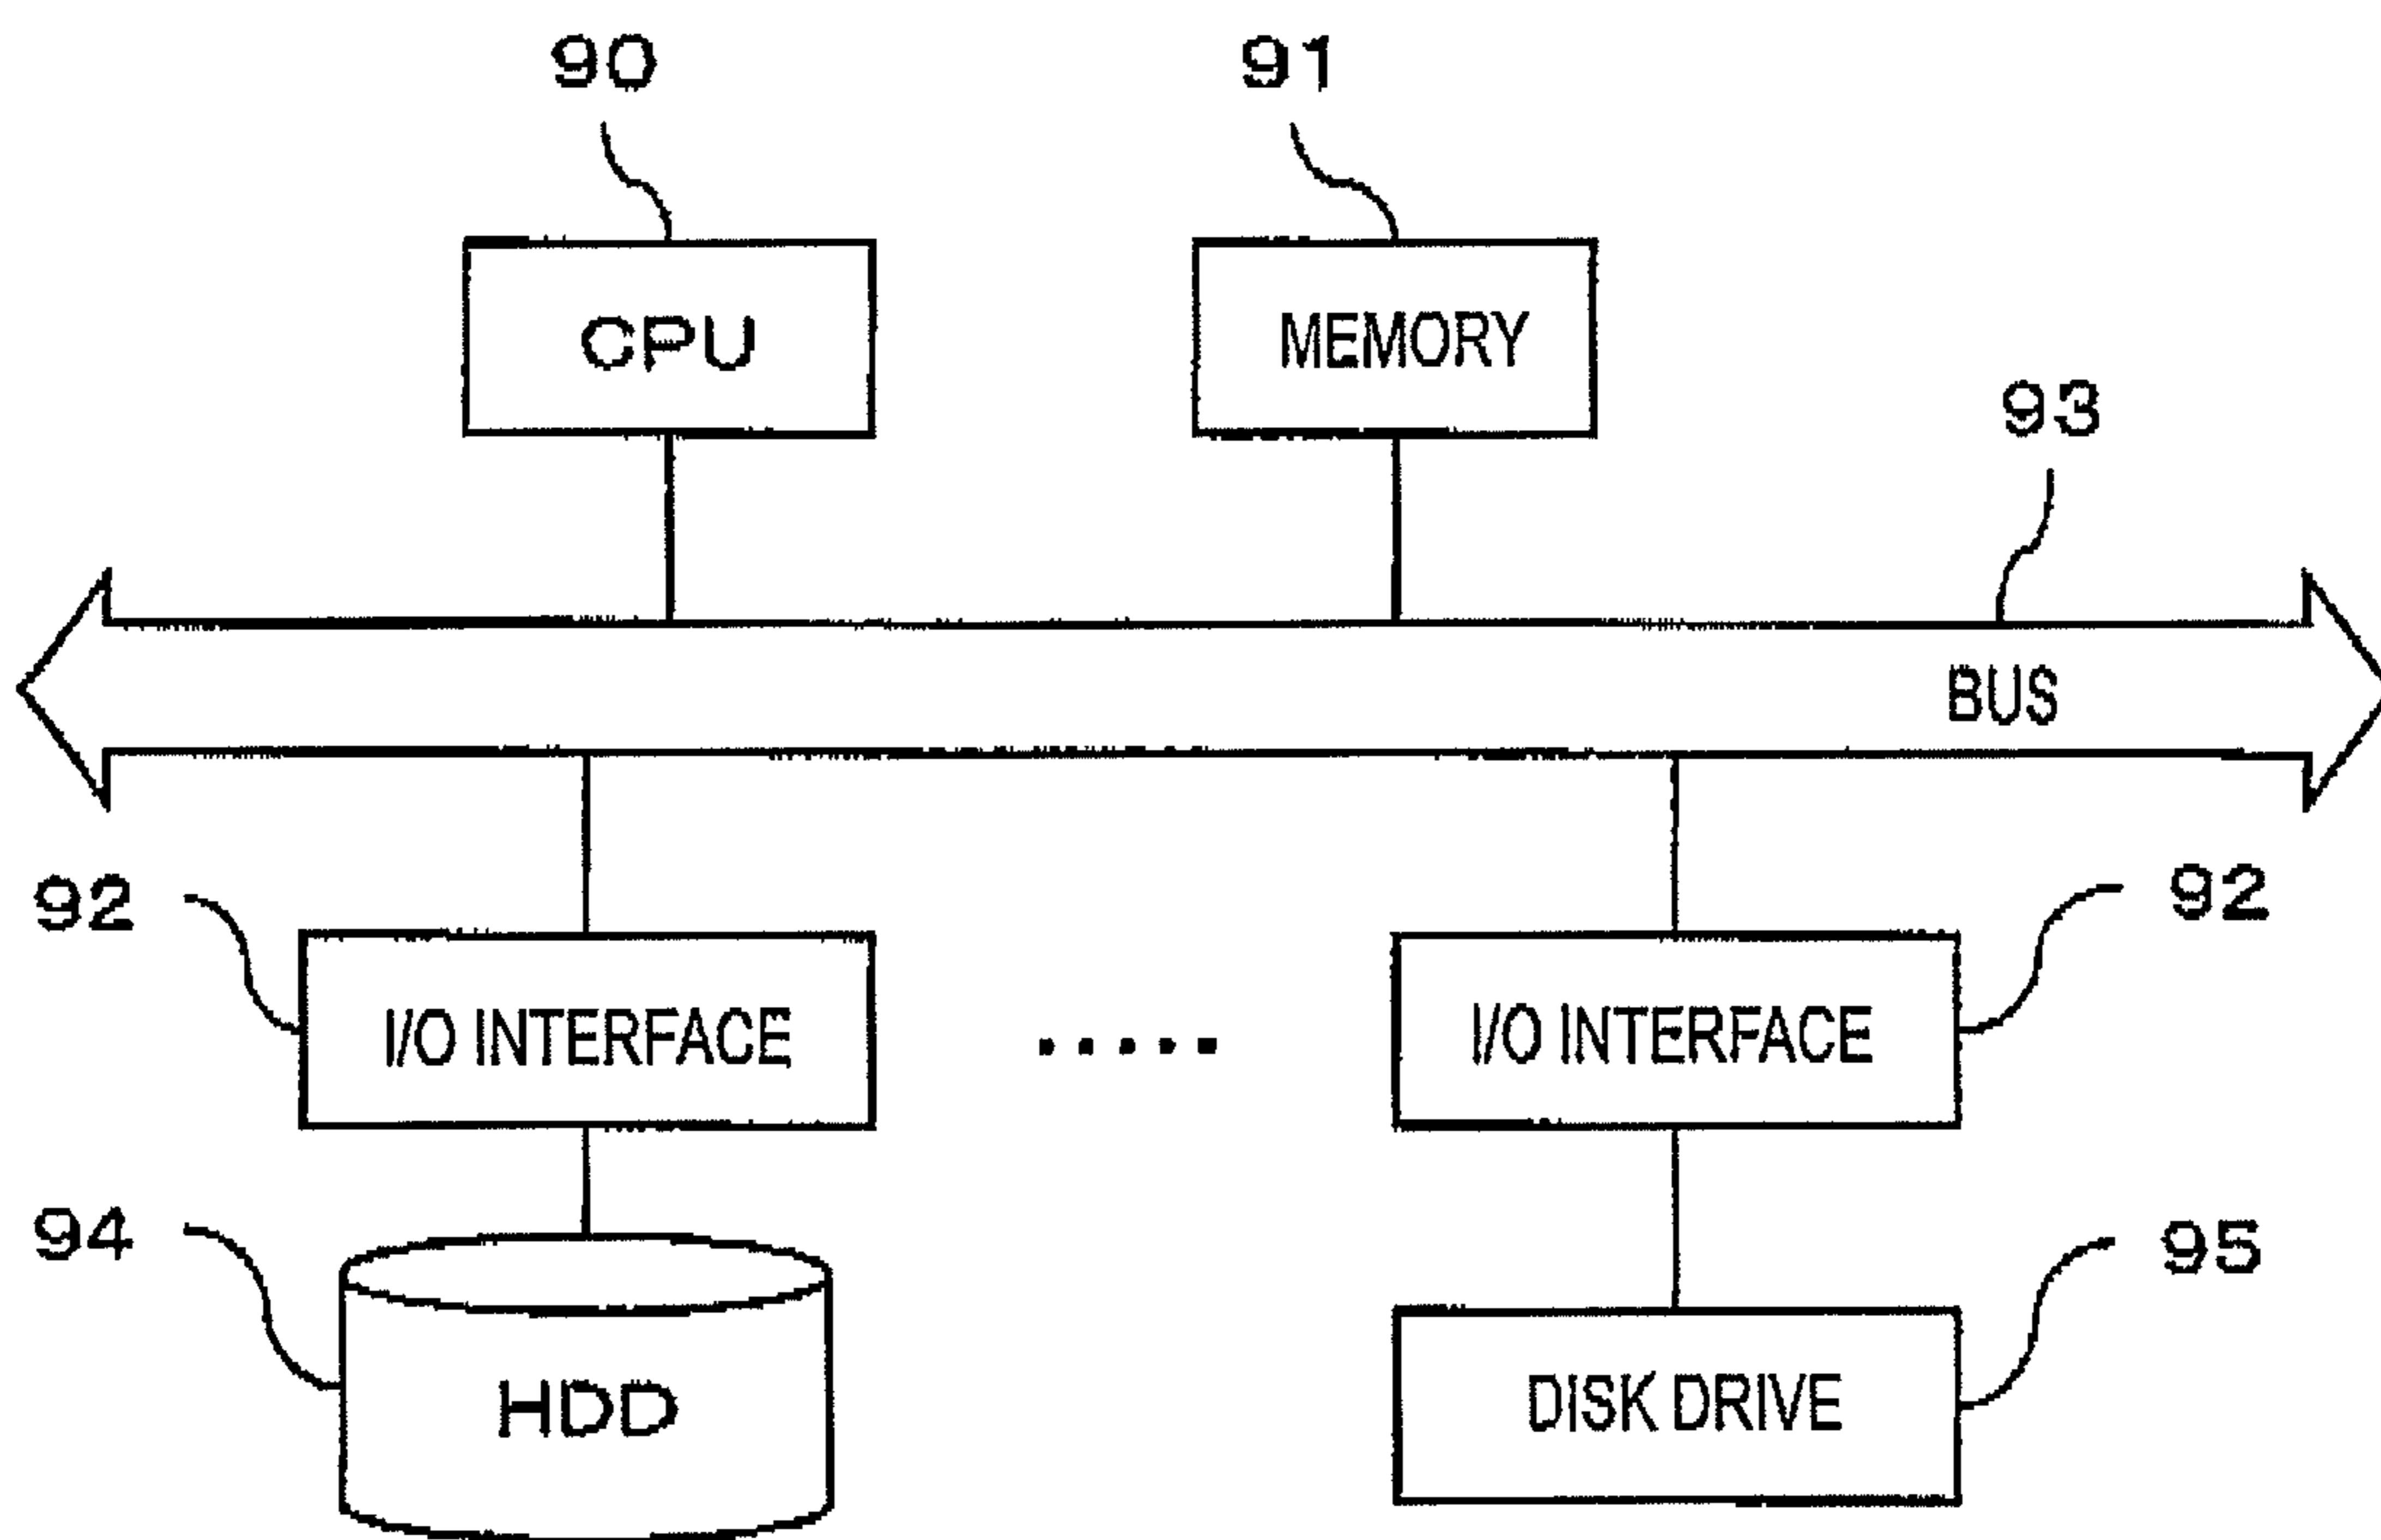 90
91
CPU
MEMORY
93
BUS
92
92
I/O INTERFACE
.....
I/O INTERFACE
94
95
HDD
DISK DRIVE